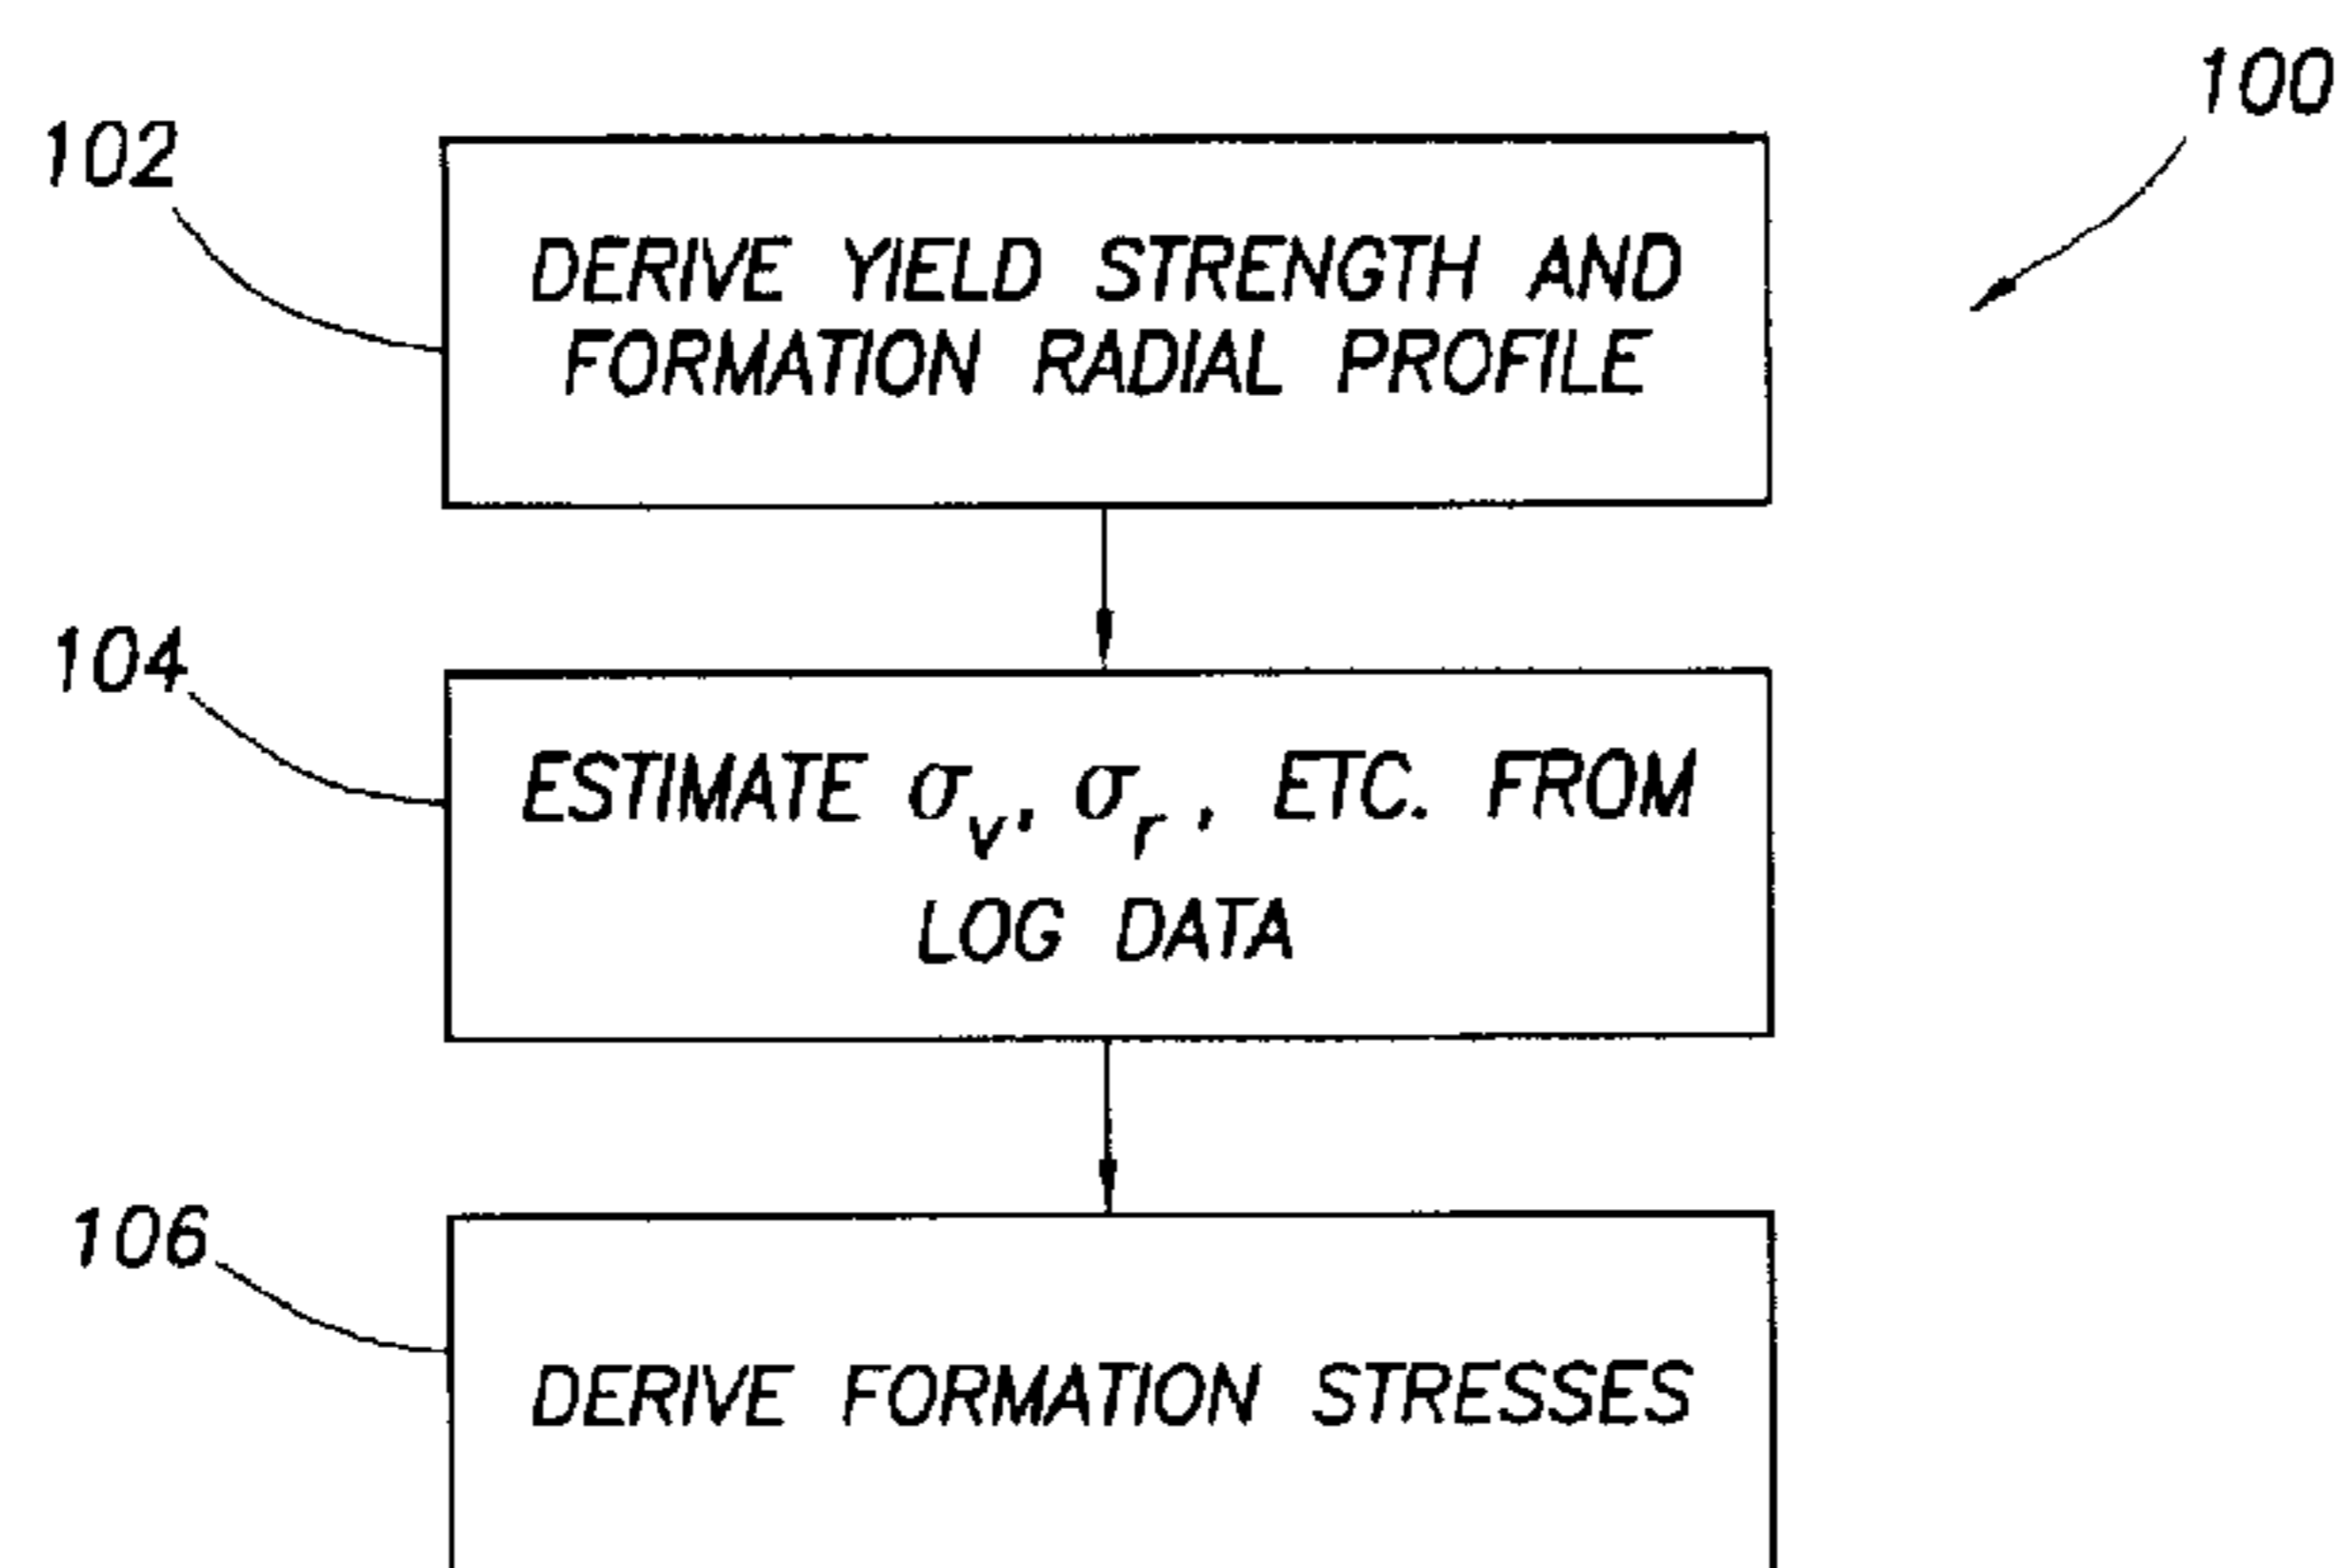 100
102
DERIVE YIELD STRENGTH AND
FORMATION RADIAL PROFILE
104
ESTIMATE σv, σr, ETC. FROM
LOG DATA
106
DERIVE FORMATION STRESSES